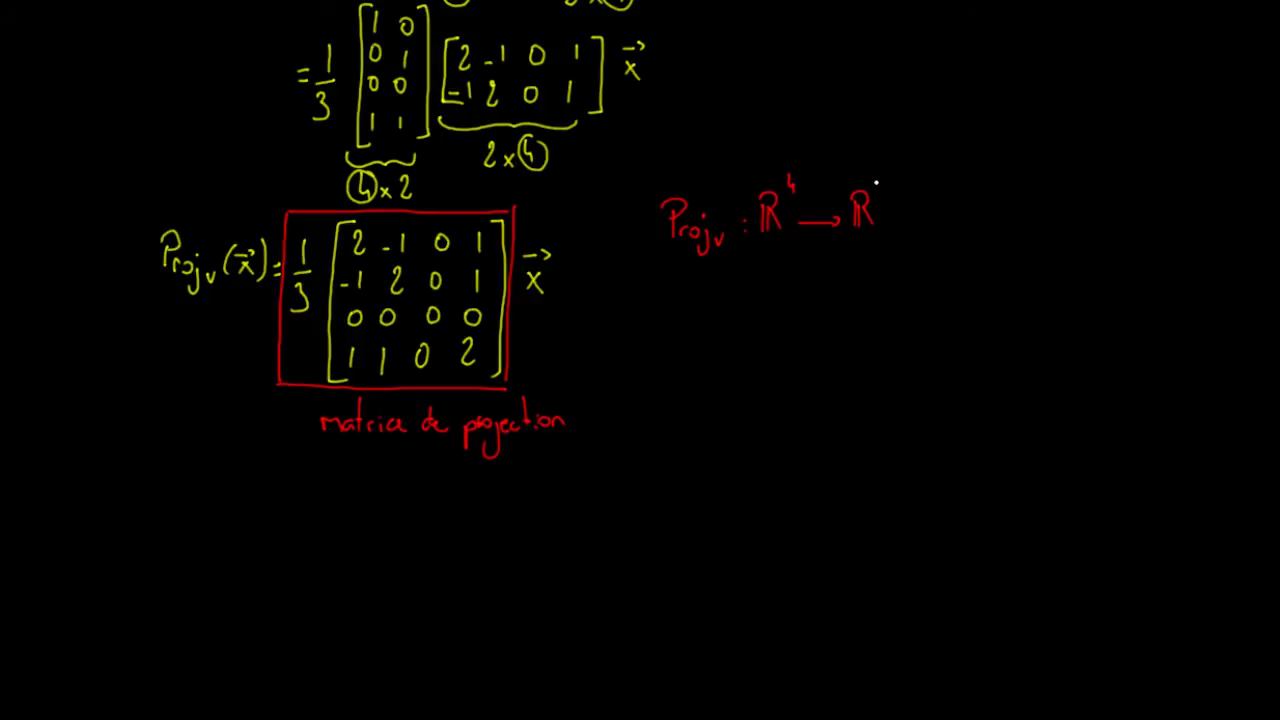 = 1/3 [1 0; 0 1; 0 0; 1 1] [2 -1 0 1; -1 2 0 1] x⃗
4 × 2
2 × 4
Proj_V (x⃗) = 1/3 [2 -1 0 1; -1 2 0 1; 0 0 0 0; 1 1 0 2] x⃗
Proj_V : ℝ⁴ → ℝ
matrice de projection